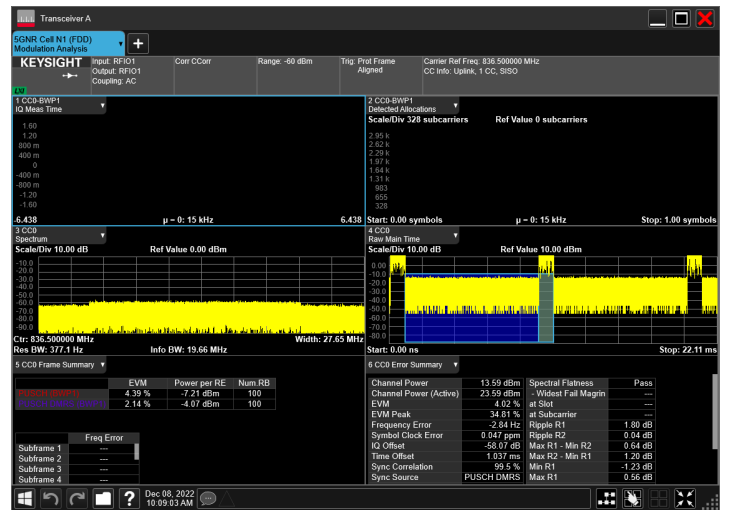 Transceiver A
5GNR Cell N1 (FDD)
Modulation Analysis
KEYSIGHT Input: RFIO1 Corr CCorr Range: -60 dBm Trig: Prot Frame Carrier Ref Freq: 836.500000 MHz
Output: RFIO1 Aligned CC Info: Uplink, 1 CC, SISO
Coupling: AC
1 CC0-BWP1
IQ Meas Time
1.60
1.20
800 m
400 m
0
-400 m
-800 m
-1.20
-1.60
-6.438 μ = 0: 15 kHz 6.438
2 CC0-BWP1
Detected Allocations
Scale/Div 328 subcarriers Ref Value 0 subcarriers
2.95 k
2.62 k
2.29 k
1.97 k
1.64 k
1.31 k
983
655
328
Start: 0.00 symbols μ = 0: 15 kHz Stop: 1.00 symbols
3 CC0
Spectrum
Scale/Div 10.00 dB Ref Value 0.00 dBm
-10.0
-20.0
-30.0
-40.0
-50.0
-60.0
-70.0
-80.0
-90.0
Ctr: 836.500000 MHz Width: 27.65 MHz
Res BW: 377.1 Hz Info BW: 19.66 MHz
4 CC0
Raw Main Time
Scale/Div 10.00 dB Ref Value 10.00 dBm
0.00
-10.0
-20.0
-30.0
-40.0
-50.0
-60.0
-70.0
-80.0
Start: 0.00 ns Stop: 22.11 ms
5 CC0 Frame Summary
EVM Power per RE Num.RB
4.39 % -7.21 dBm 100
2.14 % -4.07 dBm 100
Freq Error
Subframe 1 ---
Subframe 2 ---
Subframe 3 ---
Subframe 4 ---
6 CC0 Error Summary
Channel Power 13.59 dBm Spectral Flatness Pass
Channel Power (Active) 23.59 dBm - Widest Fail Magrin ---
EVM 4.02 % at Slot ---
EVM Peak 34.81 % at Subcarrier ---
Frequency Error -2.84 Hz Ripple R1 1.80 dB
Symbol Clock Error 0.047 ppm Ripple R2 0.04 dB
IQ Offset -58.07 dB Max R1 - Min R2 0.64 dB
Time Offset 1.037 ms Max R2 - Min R1 1.20 dB
Sync Correlation 99.5 % Min R1 -1.23 dB
Sync Source PUSCH DMRS Max R1 0.56 dB
Dec 08, 2022
10:09:03 AM